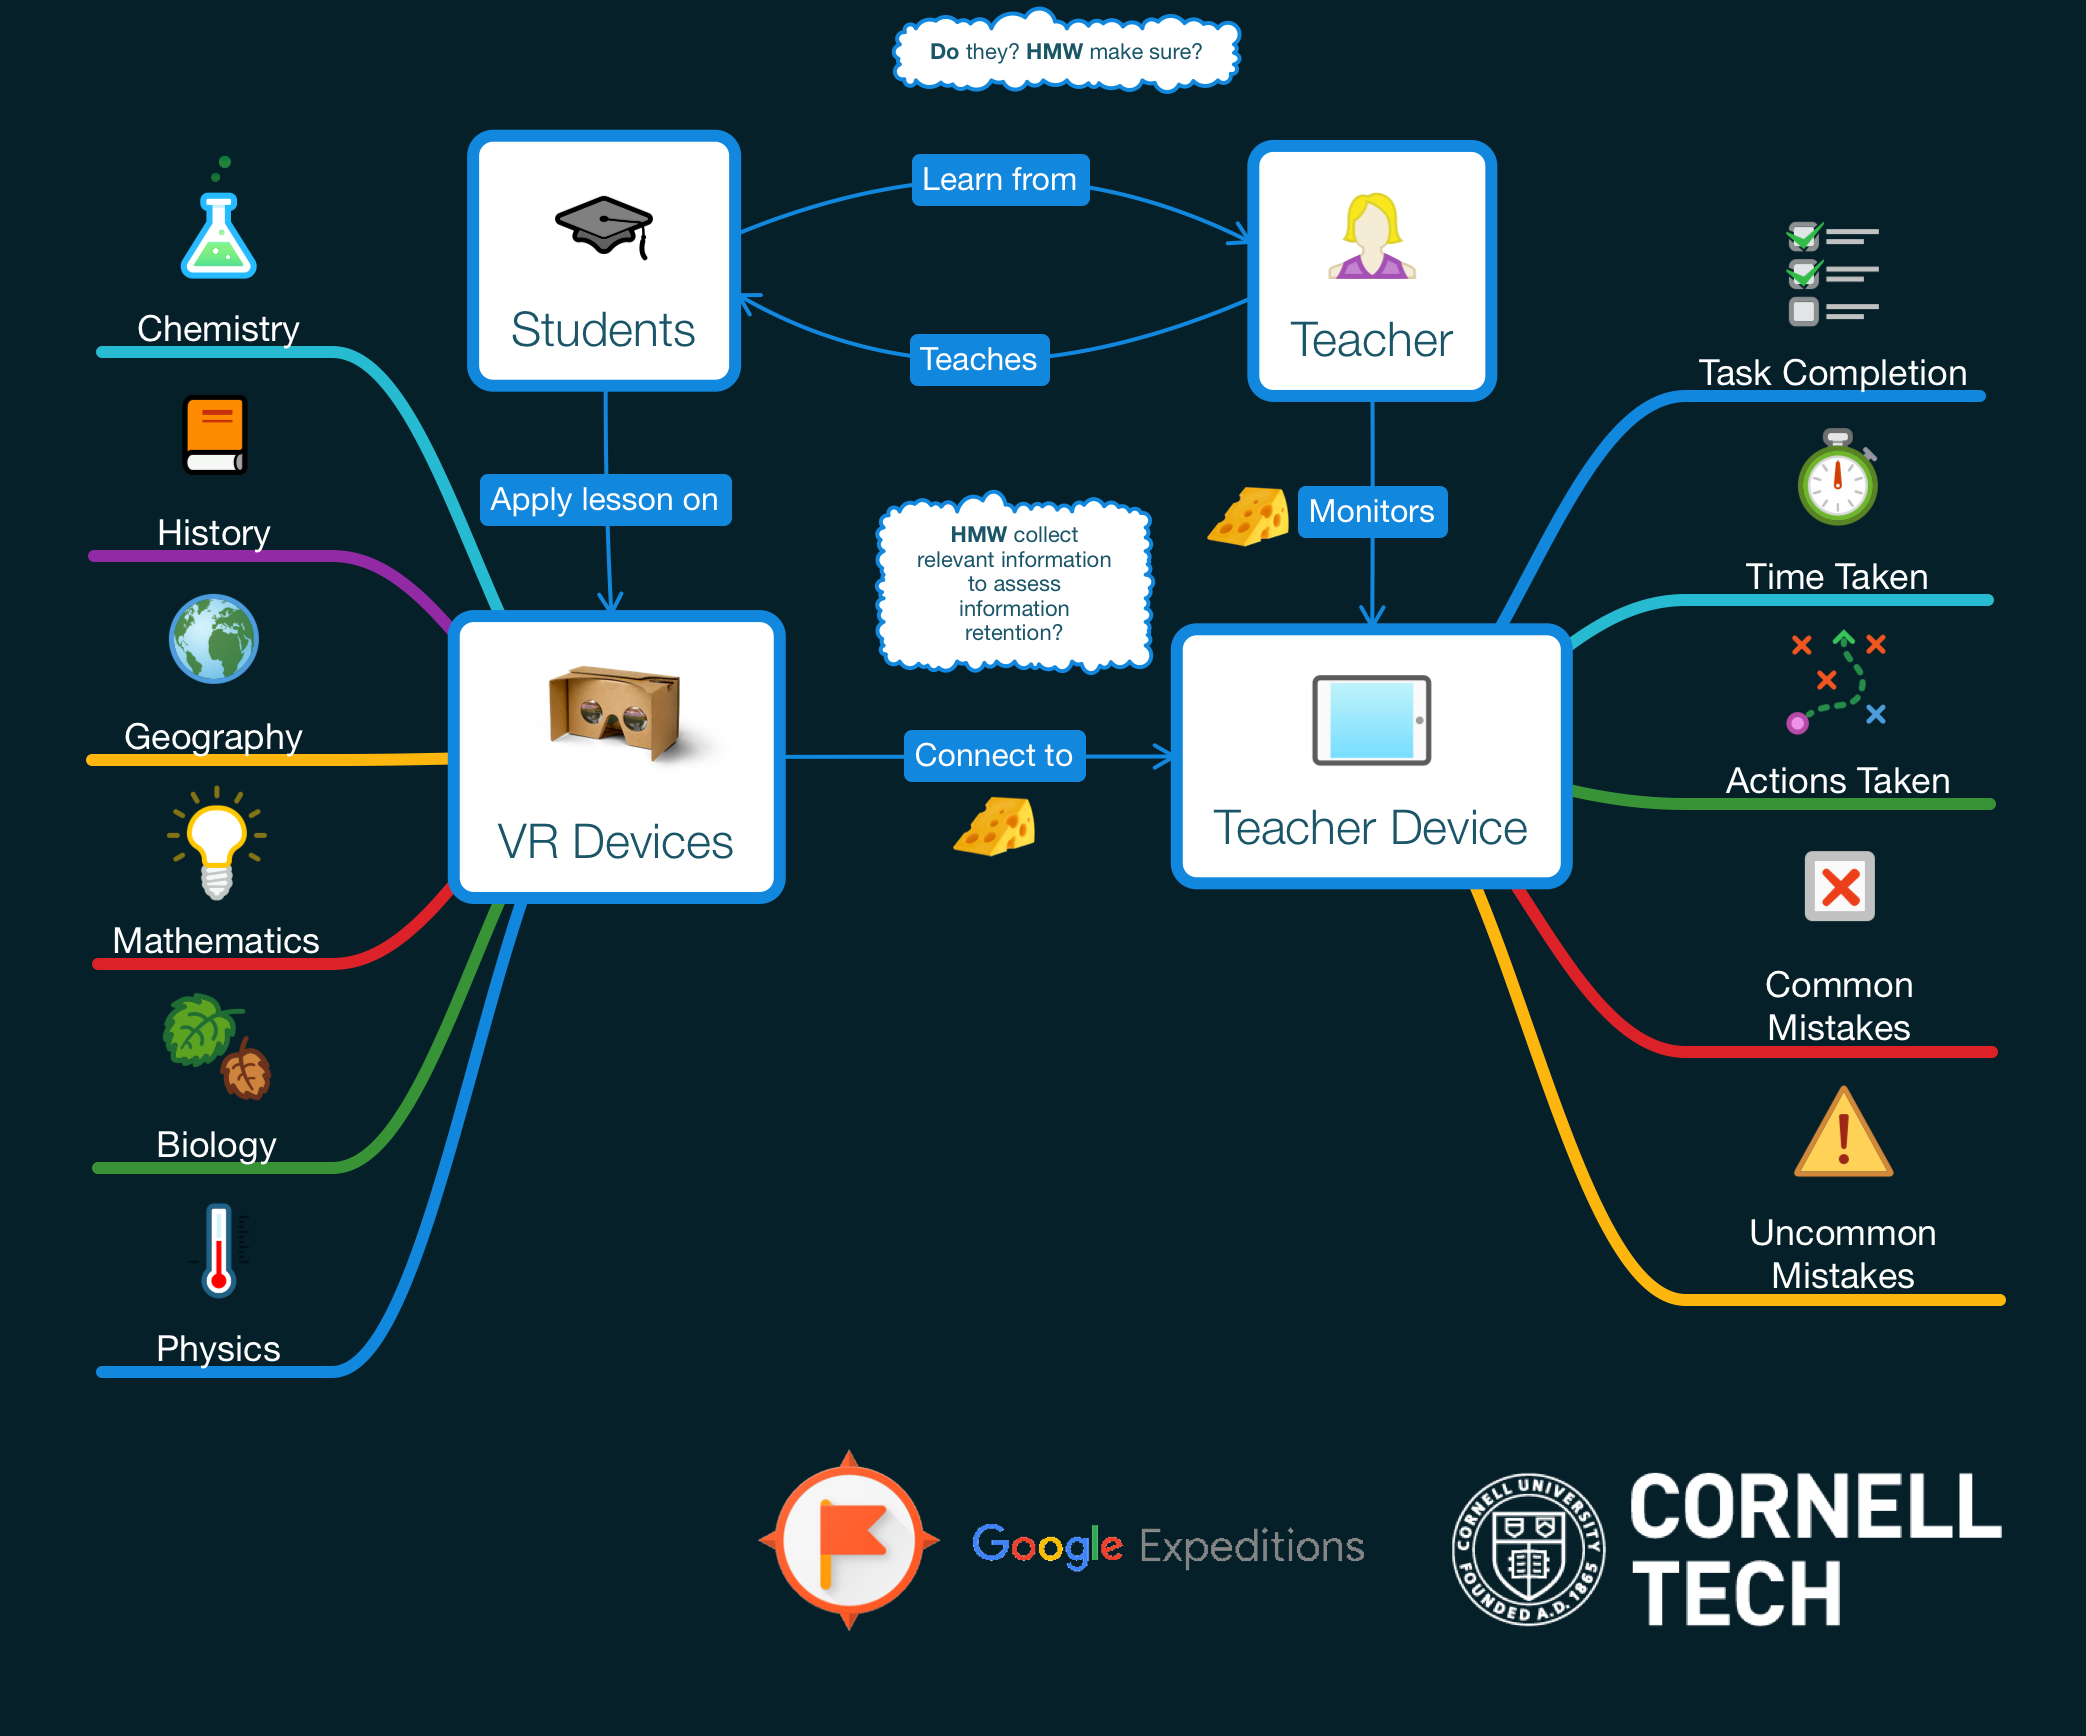 Do they? HMW make sure?
Learn from
Students
Teacher
Teaches
Chemistry
Task Completion
Apply lesson on
Monitors
HMW collect
relevant information
to assess
information
retention?
History
Time Taken
Geography
Connect to
Actions Taken
VR Devices
Teacher Device
Mathematics
Common
Mistakes
Biology
Uncommon
Mistakes
Physics
Google Expeditions
CORNELL UNIVERSITY
FOUNDED A.D. 1865
CORNELL
TECH